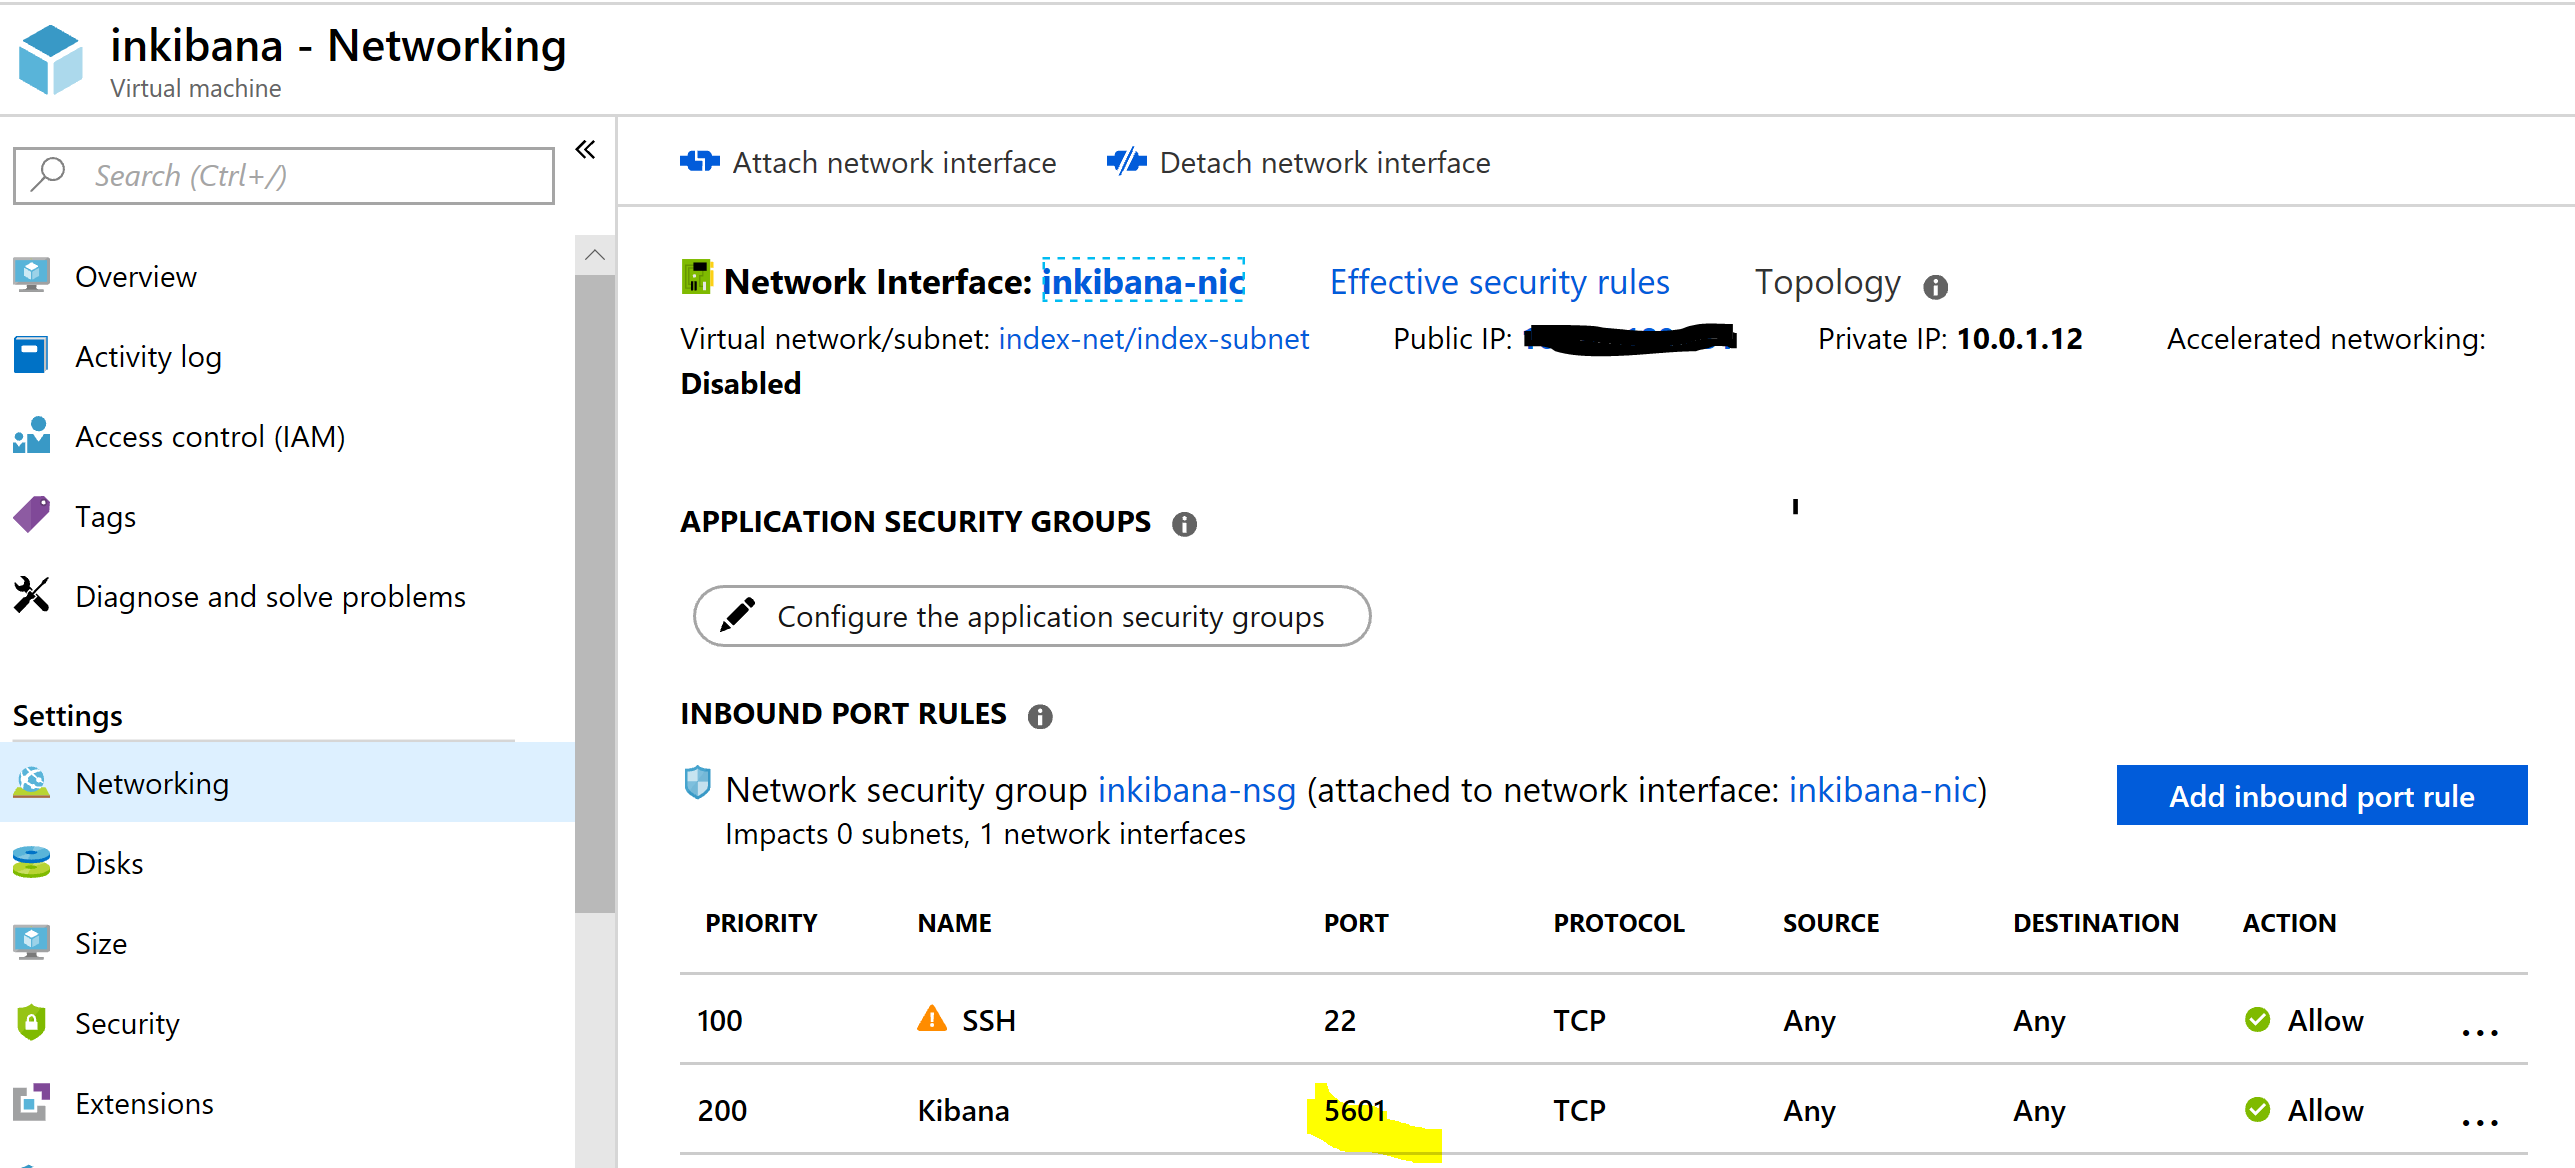 inkibana - Networking
Virtual machine
Search (Ctrl+/)
«
Attach network interface Detach network interface
Overview
Activity log
Access control (IAM)
Tags
Diagnose and solve problems
Settings
Networking
Disks
Size
Security
Extensions
Network Interface: inkibana-nic Effective security rules Topology
Virtual network/subnet: index-net/index-subnet Public IP: Private IP: 10.0.1.12 Accelerated networking:
Disabled
APPLICATION SECURITY GROUPS
Configure the application security groups
INBOUND PORT RULES
Network security group inkibana-nsg (attached to network interface: inkibana-nic)
Impacts 0 subnets, 1 network interfaces
Add inbound port rule
PRIORITY NAME PORT PROTOCOL SOURCE DESTINATION ACTION
100 SSH 22 TCP Any Any Allow ...
200 Kibana 5601 TCP Any Any Allow ...